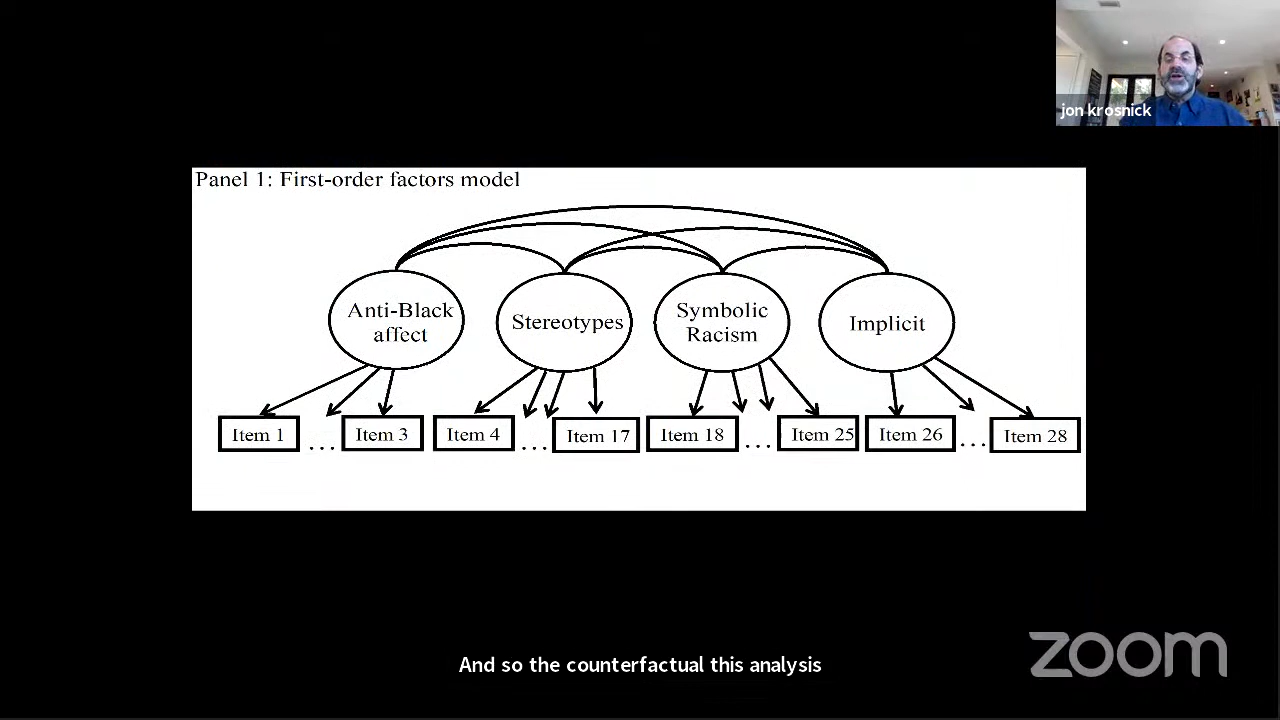 jon krosnick
Panel 1: First-order factors model
Anti-Black
affect
Stereotypes
Symbolic
Racism
Implicit
Item 1
...
Item 3
Item 4
...
Item 17
Item 18
...
Item 25
Item 26
...
Item 28
And so the counterfactual this analysis
zoom